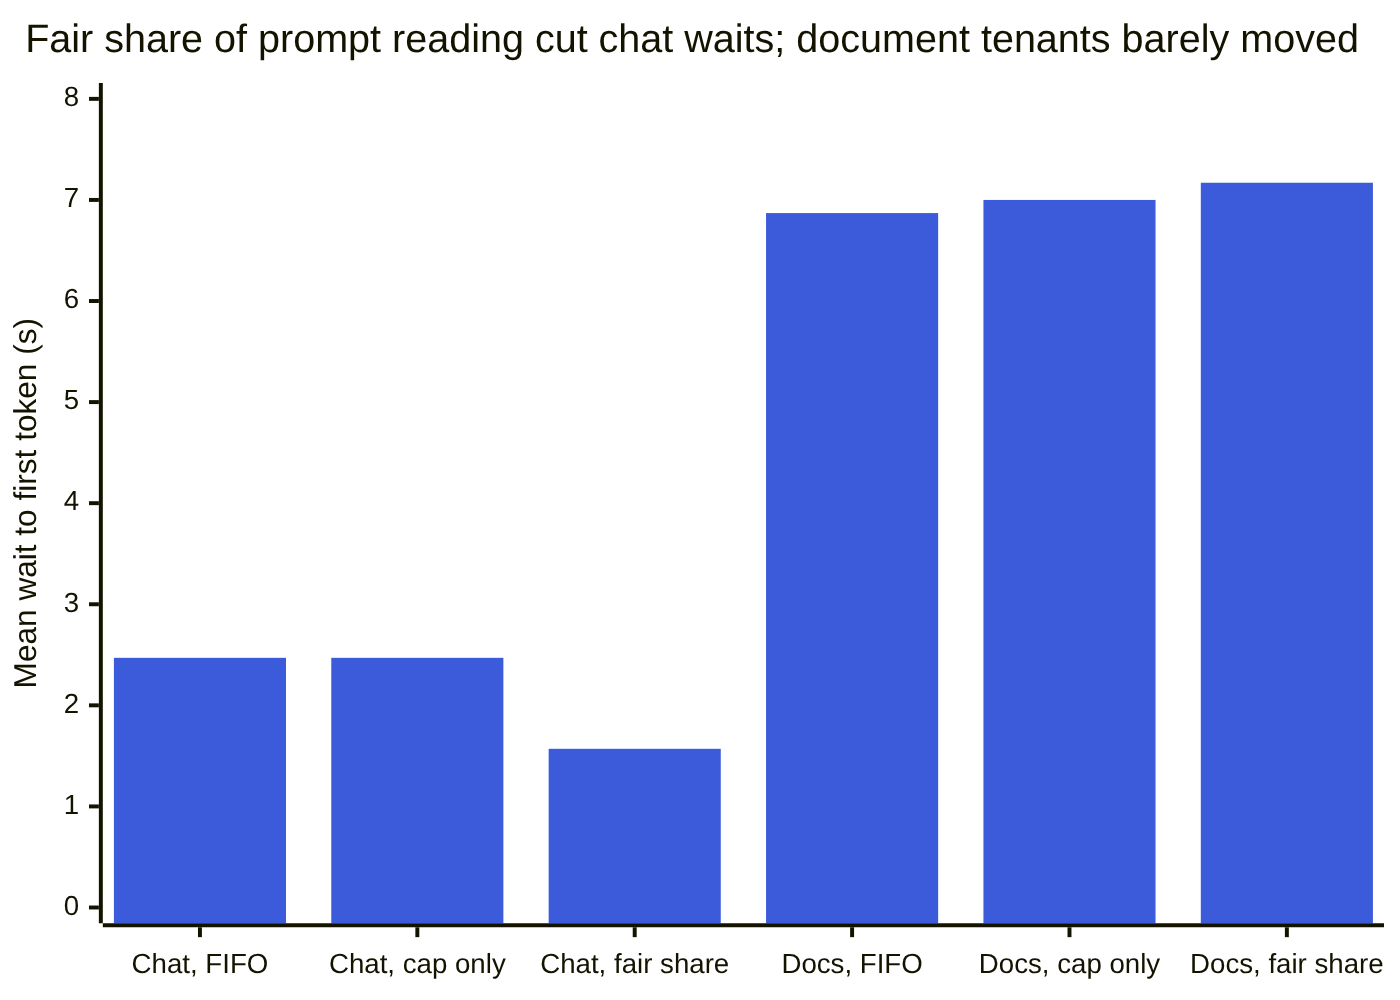 Fair share of prompt reading cut chat waits; document tenants barely moved
Mean wait to first token (s)
8
7
6
5
4
3
2
1
0
Chat, FIFO
Chat, cap only
Chat, fair share
Docs, FIFO
Docs, cap only
Docs, fair share